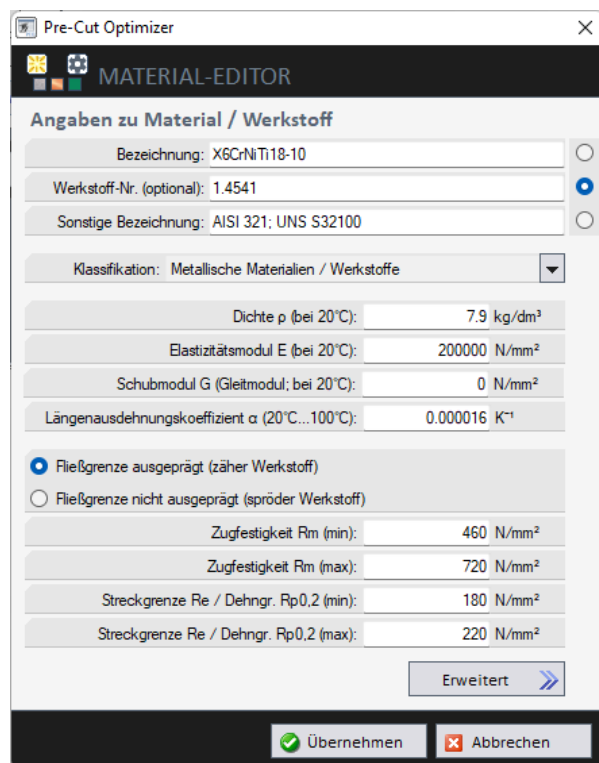 Pre-Cut Optimizer
MATERIAL-EDITOR
Angaben zu Material / Werkstoff
Bezeichnung: X6CrNiTi18-10
Werkstoff-Nr. (optional): 1.4541
Sonstige Bezeichnung: AISI 321; UNS S32100
Klassifikation: Metallische Materialien / Werkstoffe
Dichte ρ (bei 20°C): 7.9 kg/dm³
Elastizitätsmodul E (bei 20°C): 200000 N/mm²
Schubmodul G (Gleitmodul; bei 20°C): 0 N/mm²
Längenausdehnungskoeffizient α (20°C...100°C): 0.000016 K⁻¹
Fließgrenze ausgeprägt (zäher Werkstoff)
Fließgrenze nicht ausgeprägt (spröder Werkstoff)
Zugfestigkeit Rm (min): 460 N/mm²
Zugfestigkeit Rm (max): 720 N/mm²
Streckgrenze Re / Dehngr. Rp0,2 (min): 180 N/mm²
Streckgrenze Re / Dehngr. Rp0,2 (max): 220 N/mm²
Erweitert
Übernehmen Abbrechen